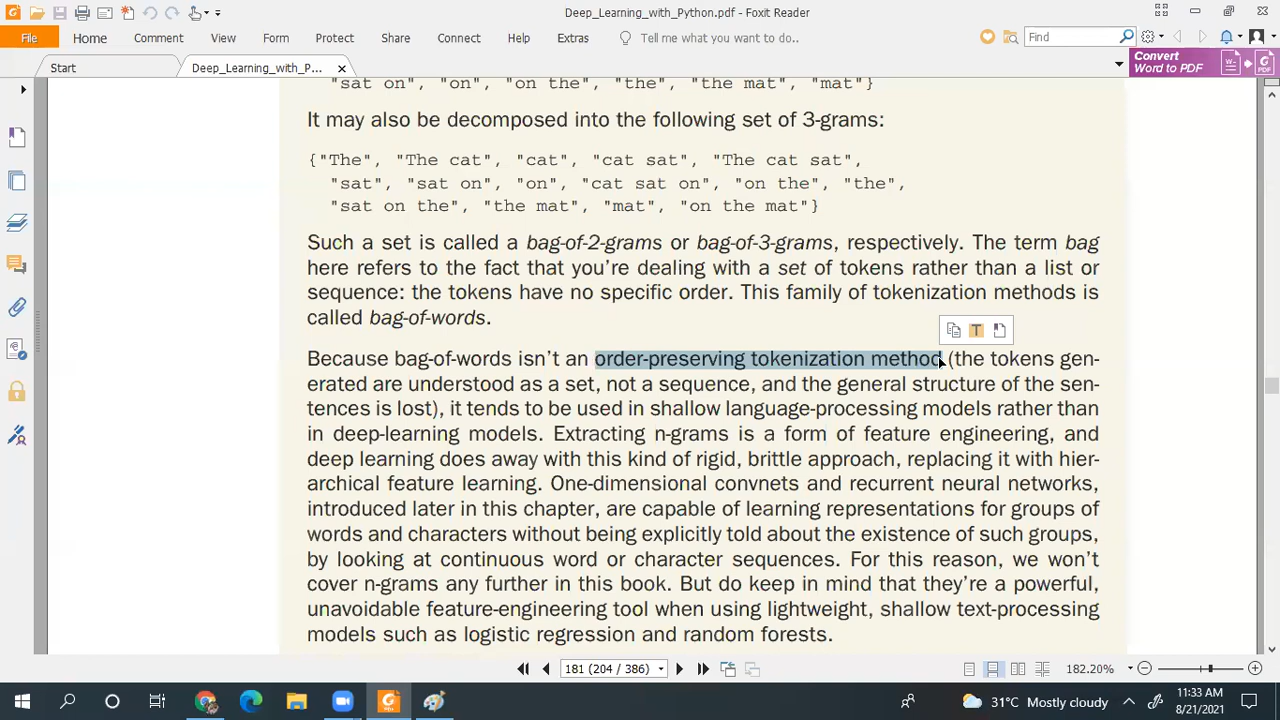 Deep_Learning_with_Python.pdf - Foxit Reader
File Home Comment View Form Protect Share Connect Help Extras Tell me what you want to do.. Find
Start Deep_Learning_with_P... Convert Word to PDF
"sat on", "on", "on the", "the", "the mat", "mat"}
It may also be decomposed into the following set of 3-grams:
{"The", "The cat", "cat", "cat sat", "The cat sat",
"sat", "sat on", "on", "cat sat on", "on the", "the",
"sat on the", "the mat", "mat", "on the mat"}
Such a set is called a bag-of-2-grams or bag-of-3-grams, respectively. The term bag
here refers to the fact that you're dealing with a set of tokens rather than a list or
sequence: the tokens have no specific order. This family of tokenization methods is
called bag-of-words.
Because bag-of-words isn't an order-preserving tokenization method (the tokens gen-
erated are understood as a set, not a sequence, and the general structure of the sen-
tences is lost), it tends to be used in shallow language-processing models rather than
in deep-learning models. Extracting n-grams is a form of feature engineering, and
deep learning does away with this kind of rigid, brittle approach, replacing it with hier-
archical feature learning. One-dimensional convnets and recurrent neural networks,
introduced later in this chapter, are capable of learning representations for groups of
words and characters without being explicitly told about the existence of such groups,
by looking at continuous word or character sequences. For this reason, we won't
cover n-grams any further in this book. But do keep in mind that they're a powerful,
unavoidable feature-engineering tool when using lightweight, shallow text-processing
models such as logistic regression and random forests.
181 (204 / 386) 182.20%
31°C Mostly cloudy 11:33 AM
8/21/2021